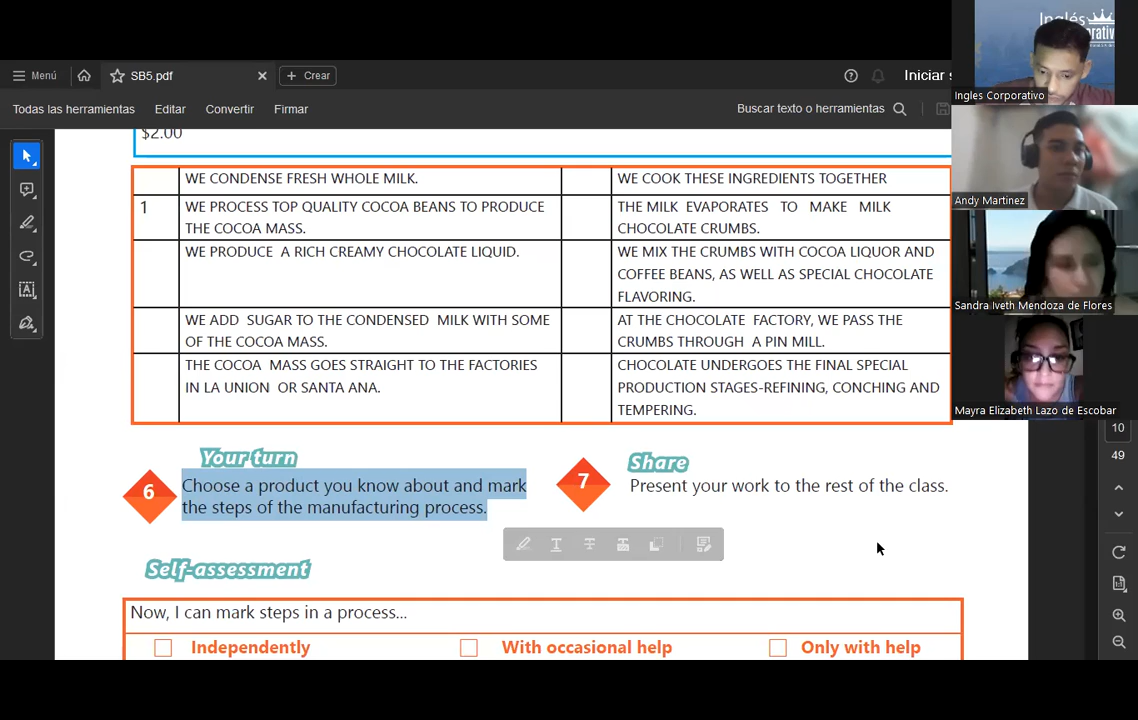 Inglés
orporativo
Ingles Corporativo
Menú
SB5.pdf
Crear
Iniciar s
Todas las herramientas
Editar
Convertir
Firmar
Buscar texto o herramientas
$2.00
WE CONDENSE FRESH WHOLE MILK.
WE COOK THESE INGREDIENTS TOGETHER
1
WE PROCESS TOP QUALITY COCOA BEANS TO PRODUCE
THE COCOA MASS.
THE MILK EVAPORATES TO MAKE MILK
CHOCOLATE CRUMBS.
WE PRODUCE A RICH CREAMY CHOCOLATE LIQUID.
WE MIX THE CRUMBS WITH COCOA LIQUOR AND
COFFEE BEANS, AS WELL AS SPECIAL CHOCOLATE
FLAVORING.
WE ADD SUGAR TO THE CONDENSED MILK WITH SOME
OF THE COCOA MASS.
AT THE CHOCOLATE FACTORY, WE PASS THE
CRUMBS THROUGH A PIN MILL.
THE COCOA MASS GOES STRAIGHT TO THE FACTORIES
IN LA UNION OR SANTA ANA.
CHOCOLATE UNDERGOES THE FINAL SPECIAL
PRODUCTION STAGES-REFINING, CONCHING AND
TEMPERING.
Andy Martinez
Sandra Iveth Mendoza de Flores
Mayra Elizabeth Lazo de Escobar
10
49
Your turn
6
Choose a product you know about and mark
the steps of the manufacturing process.
Share
7
Present your work to the rest of the class.
Self-assessment
Now, I can mark steps in a process...
Independently
With occasional help
Only with help